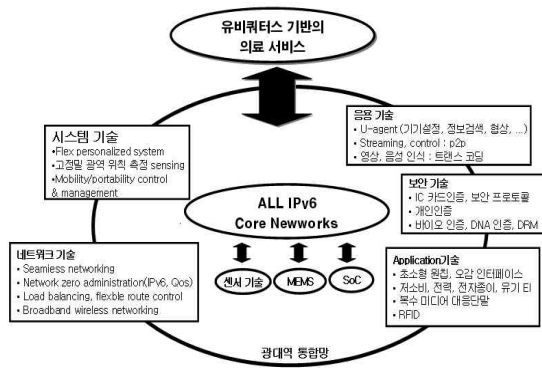 유비쿼터스 기반의
의료 서비스
시스템 기술
•Flex personalized system
•고정밀 광역 위칙 측정 sensing
•Mobility/portability control
& management
응용 기술
• U-agent (기기설정, 정보검색, 형상, ...)
• Streaming, control : p2p
• 영상, 음성 인식 : 트랜스 코딩
보안 기술
• IC 카드인증, 보안 프로토콜
• 개인인증
• 바이오 인증, DNA 인증, DRM
ALL IPv6
Core Newworks
네트워크 기술
• Seamless networking
• Network zero administration(IPv6, Qos)
• Load balancing, flexble route control
• Broadband wireless networking
센서 기술
MEMS
SoC
Application기술
• 초소형 원칩, 오감 인터페이스
• 저소비, 전력, 전자종이, 유기 EI
• 복수 미디어 대응단말
• RFID
광대역 통합망